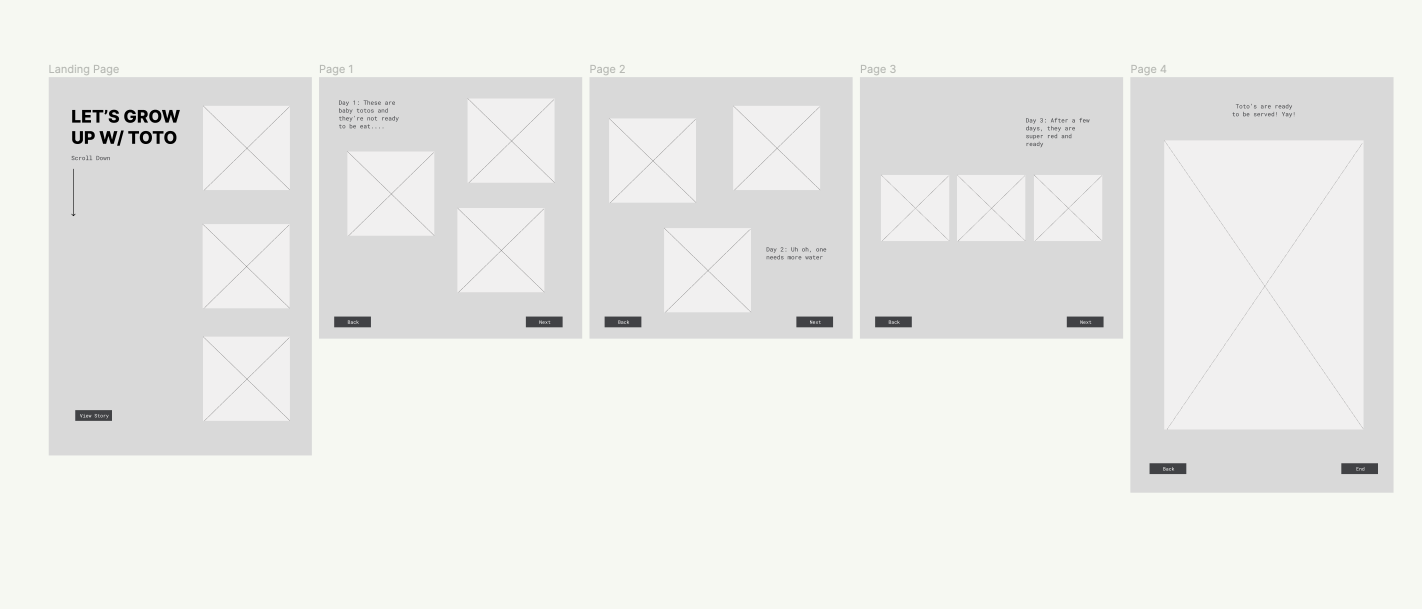 Landing Page
LET'S GROW
UP W/ TOTO
Scroll Down
View Story
Page 1
Day 1: These are
baby totos and
they're not ready
to be eat....
Back
Next
Page 2
Day 2: Uh oh, one
needs more water
Back
Next
Page 3
Day 3: After a few
days, they are
super red and
ready
Back
Next
Page 4
Toto's are ready
to be served! Yay!
Back
End